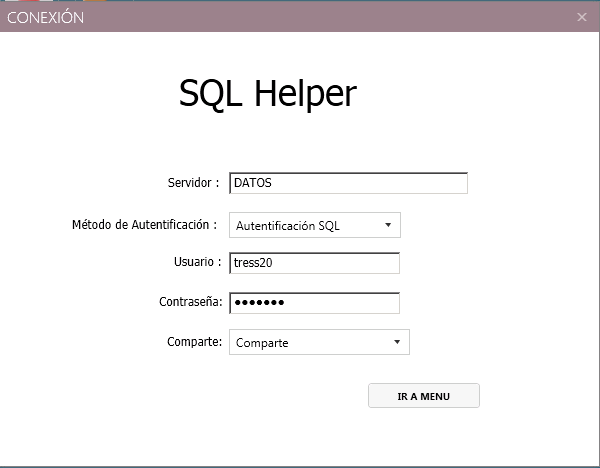 CONEXIÓN
SQL Helper
Servidor : DATOS
Método de Autentificación : Autentificación SQL
Usuario : tress20
Contraseña: ●●●●●●●
Comparte: Comparte
IR A MENU